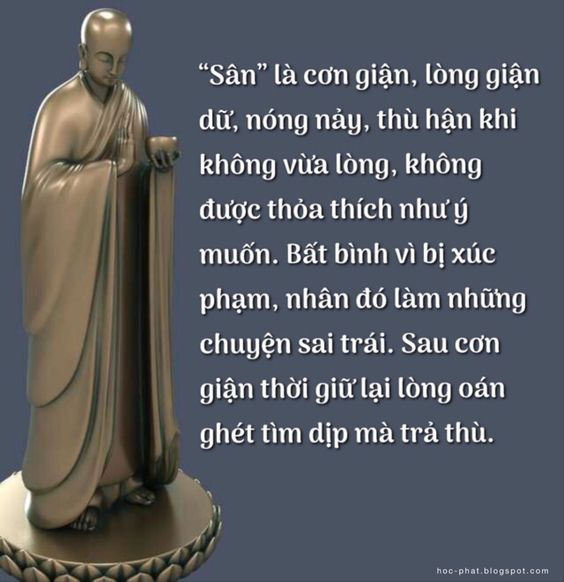 “Sân” là cơn giận, lòng giận
dữ, nóng nảy, thù hận khi
không vừa lòng, không
được thỏa thích như ý
muốn. Bất bình vì bị xúc
phạm, nhân đó làm những
chuyện sai trái. Sau cơn
giận thời giữ lại lòng oán
ghét tìm dịp mà trả thù.
hoc-phat.blogspot.com